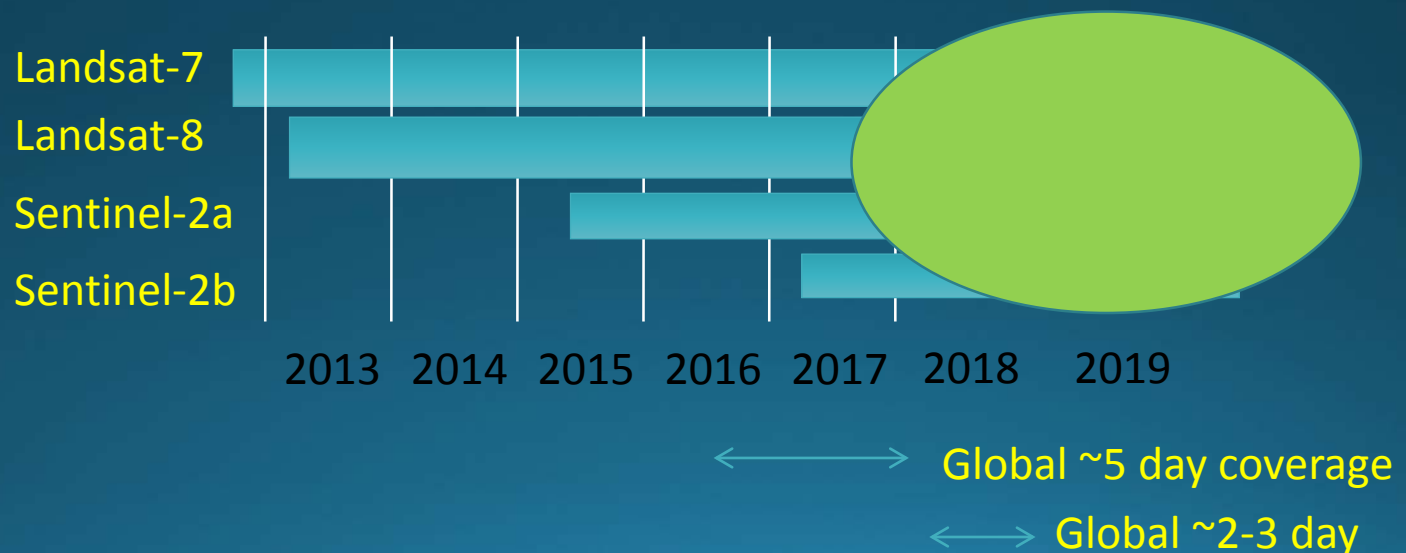 Landsat-7
Landsat-8
Sentinel-2a
Sentinel-2b
2013 2014 2015 2016 2017 2018 2019
Global ~5 day coverage
Global ~2-3 day